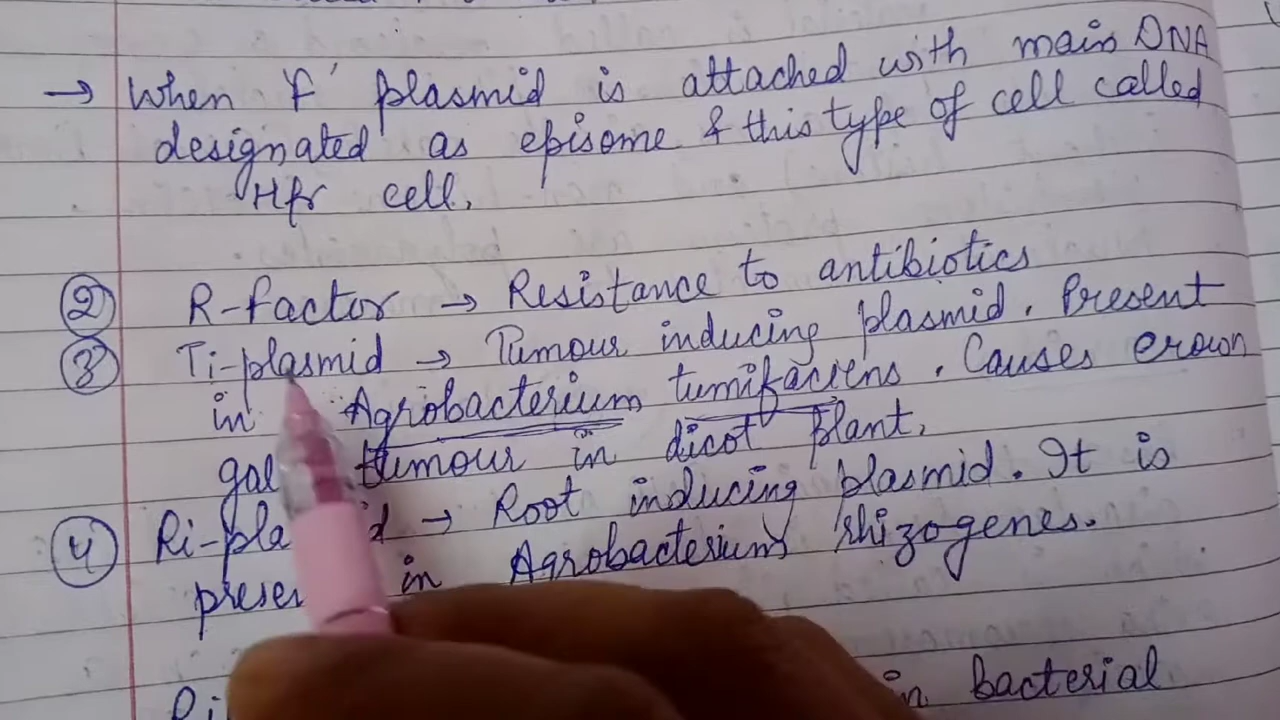 → When 'F' plasmid is attached with main DNA
designated as episome & this type of cell called
Hfr cell.
② R-factor → Resistance to antibiotics
③ Ti-plasmid → Tumour inducing plasmid. Present
in Agrobacterium tumifaciens. Causes crown
gal tumour in dicot plant.
④ Ri-pla d → Root inducing plasmid. It is
presen in Agrobacterium rhizogenes.
in bacterial